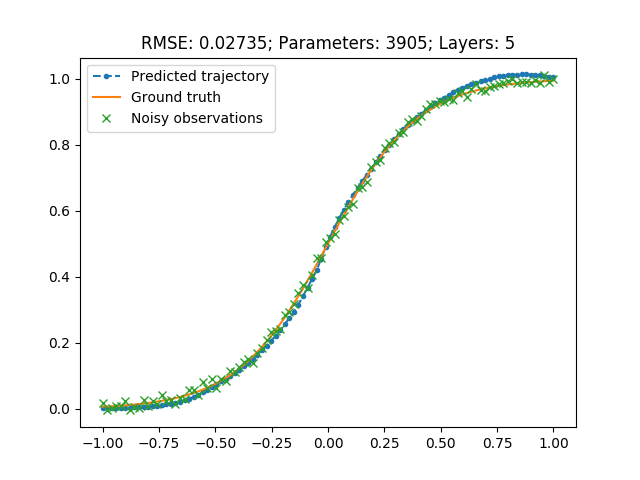 RMSE: 0.02735; Parameters: 3905; Layers: 5
Predicted trajectory
Ground truth
Noisy observations
1.0
0.8
0.6
0.4
0.2
0.0
−1.00 −0.75 −0.50 −0.25 0.00 0.25 0.50 0.75 1.00